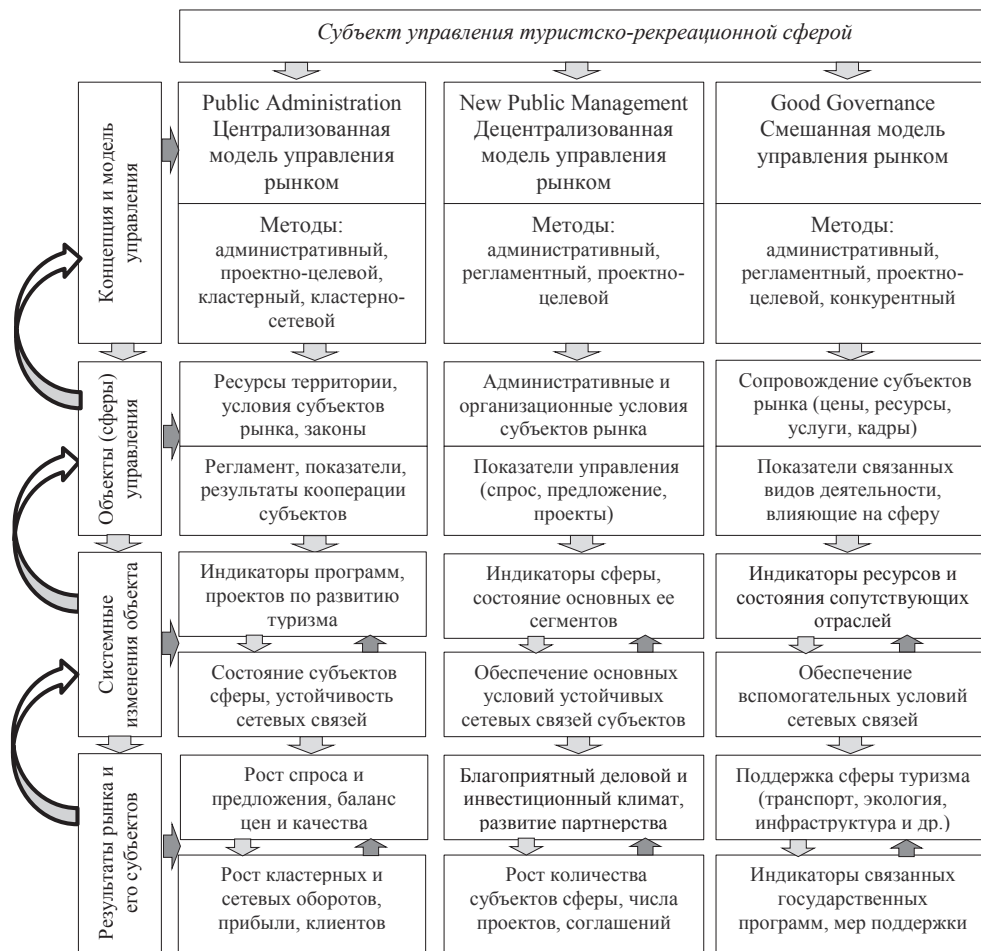 Субъект управления туристско-рекреационной сферой
Концепция и модель
управления
Public Administration
Централизованная
модель управления
рынком
New Public Management
Децентрализованная
модель управления
рынком
Good Governance
Смешанная модель
управления рынком
Методы:
административный,
проектно-целевой,
кластерный, кластерно-
сетевой
Методы:
административный,
регламентный, проектно-
целевой
Методы:
административный,
регламентный, проектно-
целевой, конкурентный
Объекты (сферы)
управления
Ресурсы территории,
условия субъектов
рынка, законы
Административные и
организационные условия
субъектов рынка
Сопровождение субъектов
рынка (цены, ресурсы,
услуги, кадры)
Регламент, показатели,
результаты кооперации
субъектов
Показатели управления
(спрос, предложение,
проекты)
Показатели связанных
видов деятельности,
влияющие на сферу
Системные
изменения объекта
Индикаторы программ,
проектов по развитию
туризма
Индикаторы сферы,
состояние основных ее
сегментов
Индикаторы ресурсов и
состояния сопутствующих
отраслей
Состояние субъектов
сферы, устойчивость
сетевых связей
Обеспечение основных
условий устойчивых
сетевых связей субъектов
Обеспечение
вспомогательных условий
сетевых связей
Результаты рынка и
его субъектов
Рост спроса и
предложения, баланс
цен и качества
Благоприятный деловой и
инвестиционный климат,
развитие партнерства
Поддержка сферы туризма
(транспорт, экология,
инфраструктура и др.)
Рост кластерных и
сетевых оборотов,
прибыли, клиентов
Рост количества
субъектов сферы, числа
проектов, соглашений
Индикаторы связанных
государственных
программ, мер поддержки